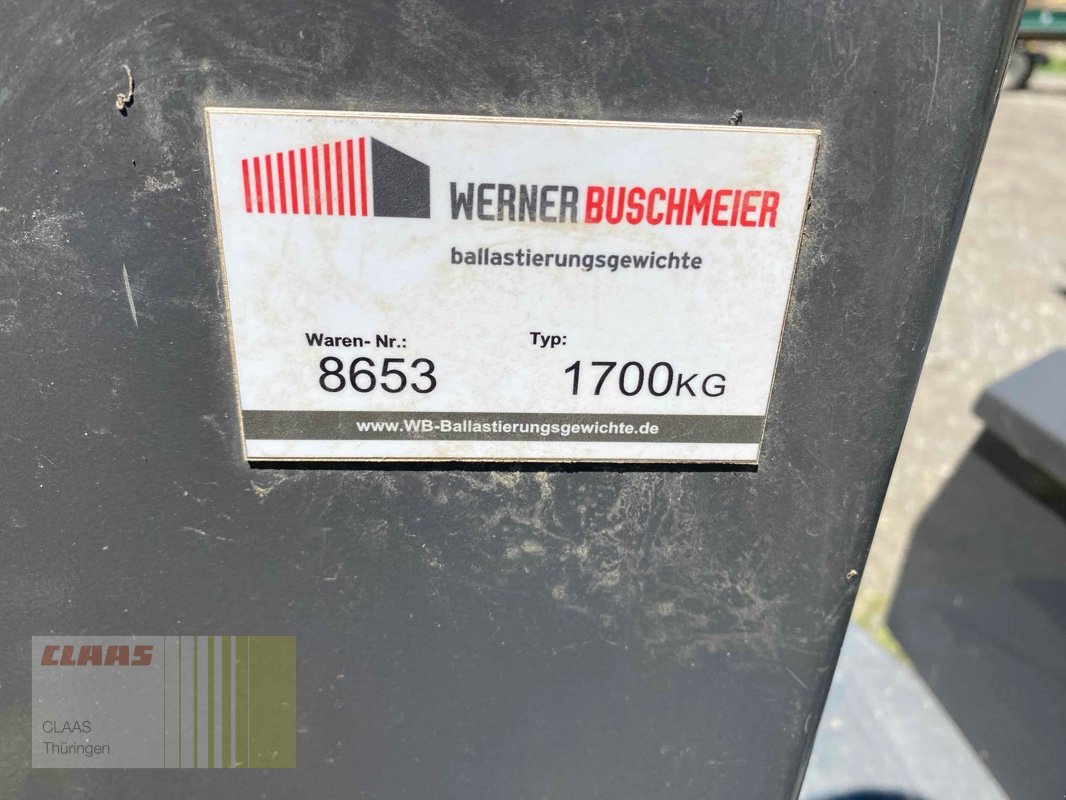 WERNER BUSCHMEIER
ballastierungsgewichte
Waren- Nr.: Typ:
8653 1700KG
www.WB-Ballastierungsgewichte.de
CLAAS
CLAAS
Thüringen